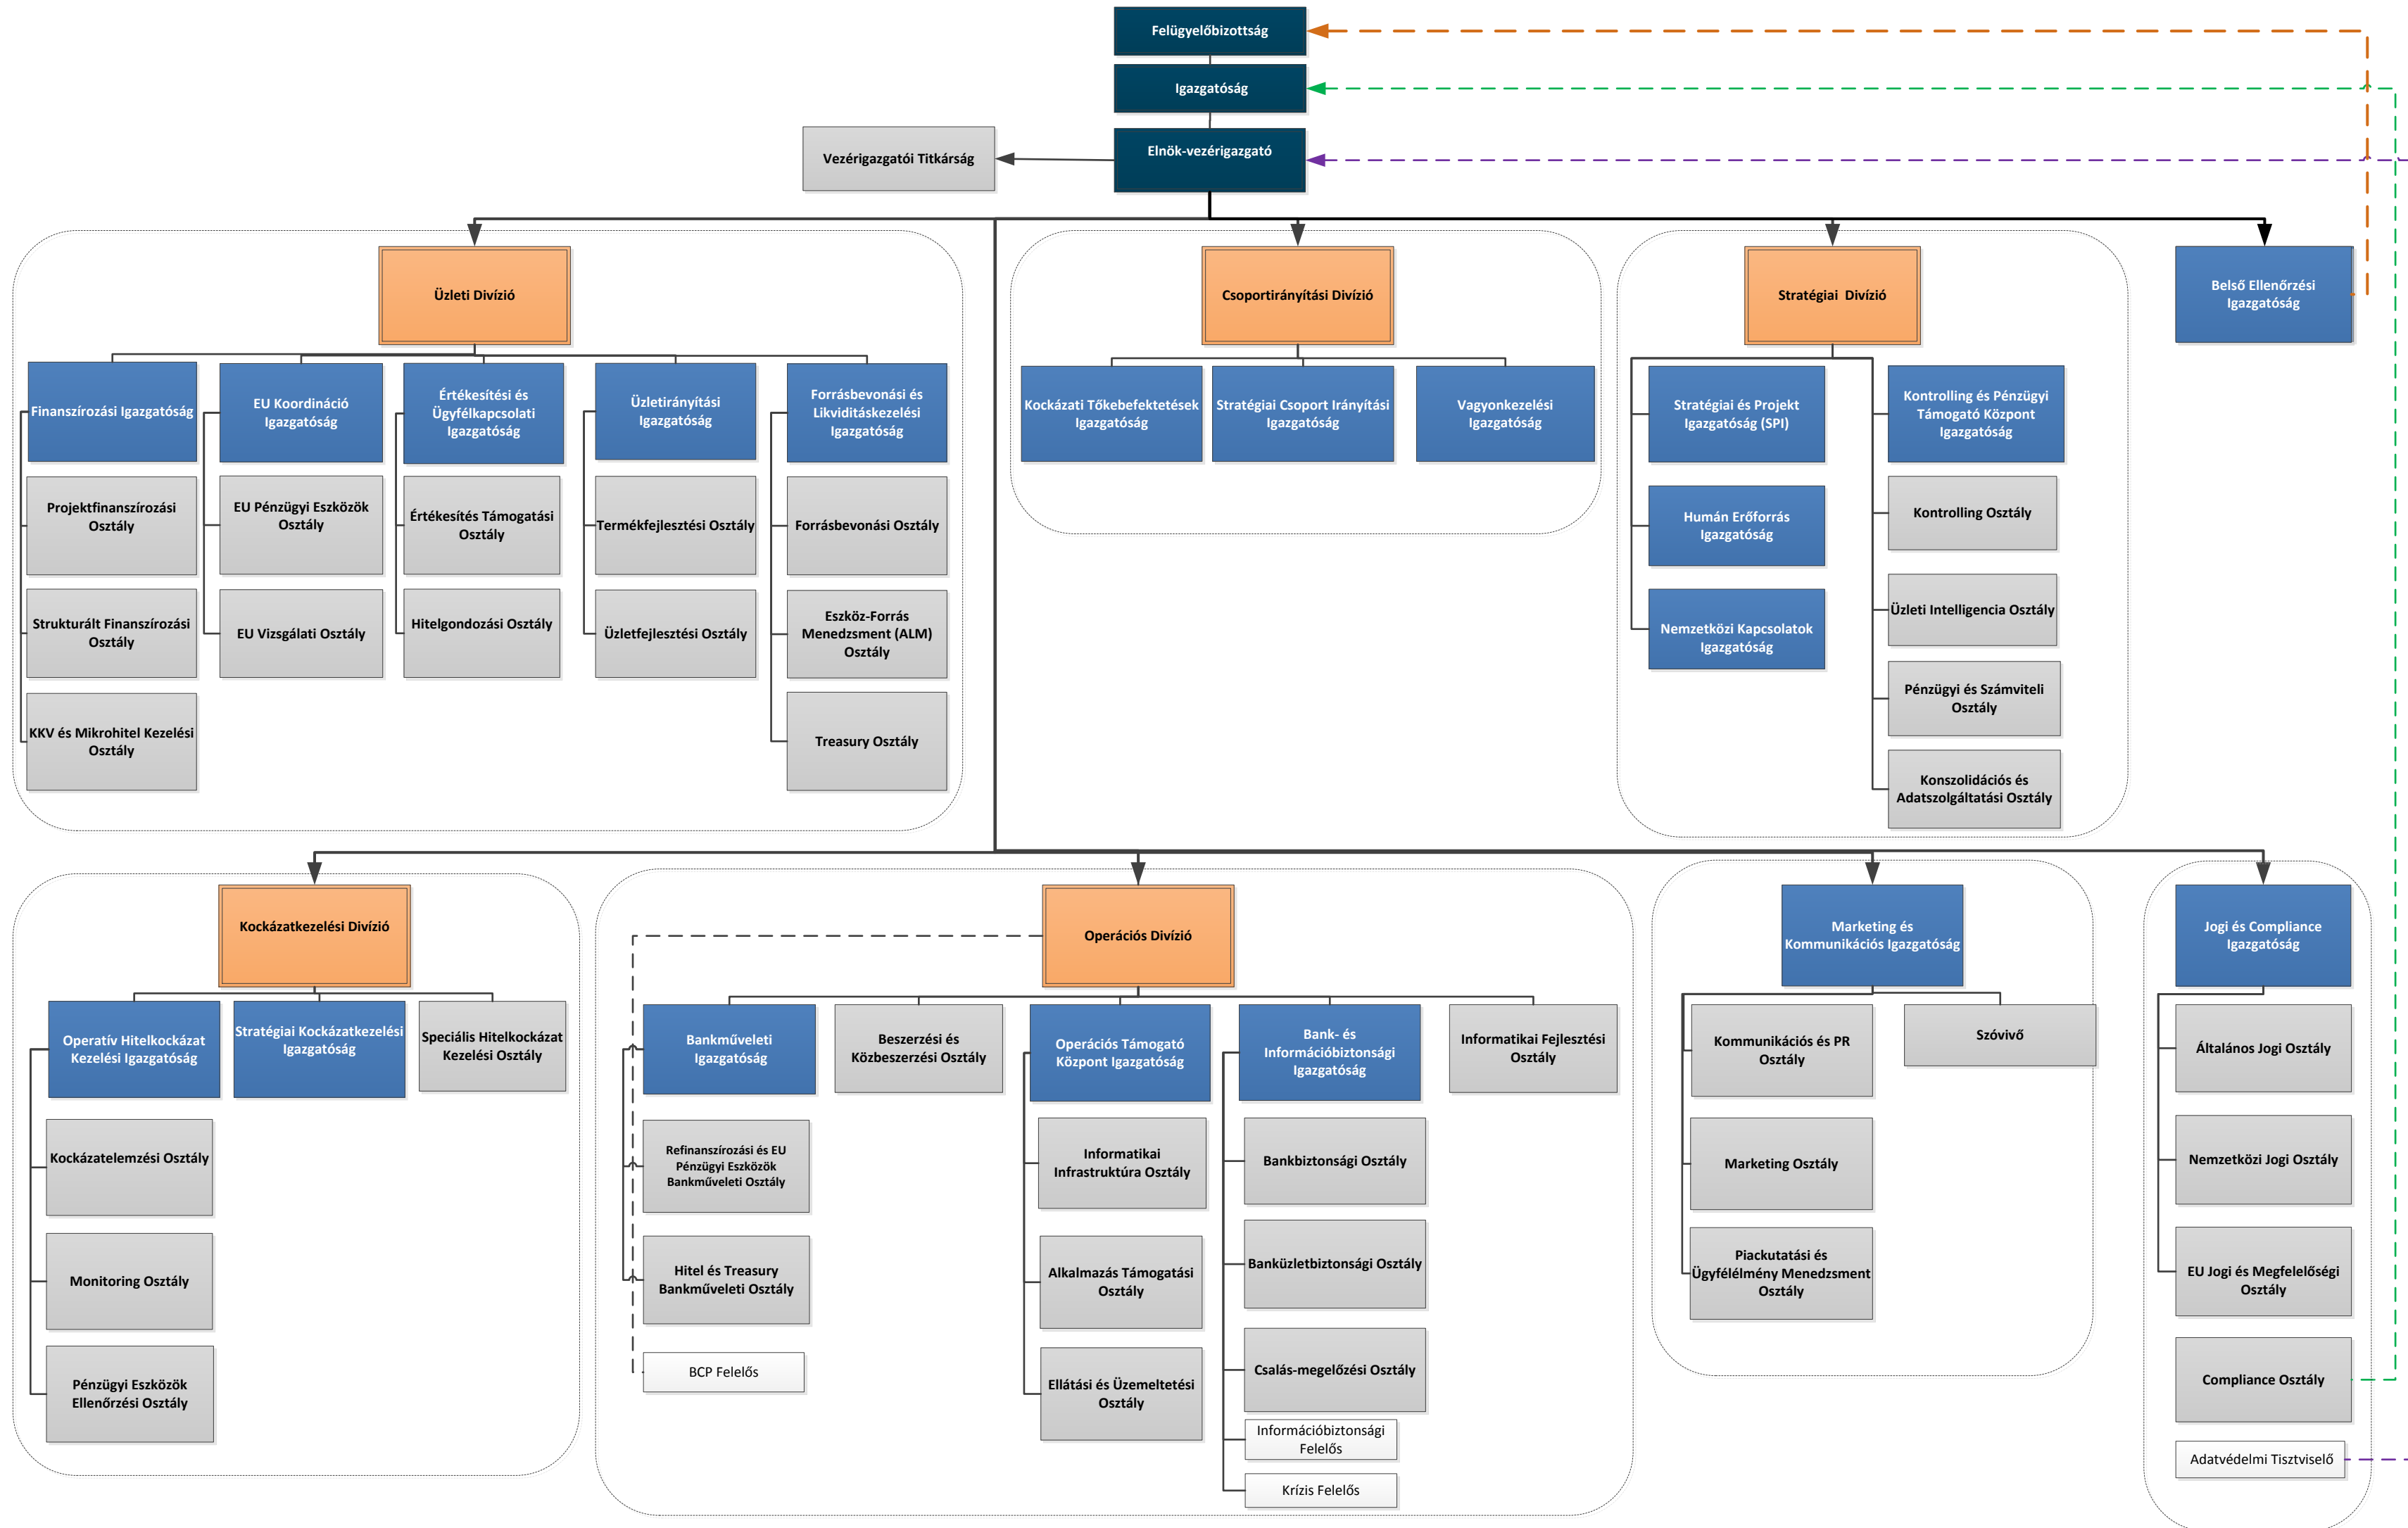 Felügyelőbizottság
Igazgatóság
Vezérigazgatói Titkárság
Elnök-vezérigazgató
Üzleti Divízió
Finanszírozási Igazgatóság
Projektfinanszírozási
Osztály
Strukturált Finanszírozási
Osztály
KKV és Mikrohitel Kezelési
Osztály
EU Koordináció
Igazgatóság
EU Pénzügyi Eszközök
Osztály
EU Vizsgálati Osztály
Értékesítési és
Ügyfélkapcsolati
Igazgatóság
Értékesítés Támogatási
Osztály
Hitelgondozási Osztály
Üzletirányítási
Igazgatóság
Termékfejlesztési Osztály
Üzletfejlesztési Osztály
Forrásbevonási és
Likviditáskezelési
Igazgatóság
Forrásbevonási Osztály
Eszköz-Forrás
Menedzsment (ALM)
Osztály
Treasury Osztály
Csoportirányítási Divízió
Kockázati Tőkebefektetések
Igazgatóság
Stratégiai Csoport Irányítási
Igazgatóság
Vagyonkezelési
Igazgatóság
Stratégiai  Divízió
Stratégiai és Projekt
Igazgatóság (SPI)
Humán Erőforrás
Igazgatóság
Nemzetközi Kapcsolatok
Igazgatóság
Kontrolling és Pénzügyi
Támogató Központ
Igazgatóság
Kontrolling Osztály
Üzleti Intelligencia Osztály
Pénzügyi és Számviteli
Osztály
Konszolidációs és
Adatszolgáltatási Osztály
Belső Ellenőrzési
Igazgatóság
Kockázatkezelési Divízió
Operatív Hitelkockázat
Kezelési Igazgatóság
Kockázatelemzési Osztály
Monitoring Osztály
Pénzügyi Eszközök
Ellenőrzési Osztály
Stratégiai Kockázatkezelési
Igazgatóság
Speciális Hitelkockázat
Kezelési Osztály
Operációs Divízió
Bankműveleti
Igazgatóság
Refinanszírozási és EU
Pénzügyi Eszközök
Bankműveleti Osztály
Hitel és Treasury
Bankműveleti Osztály
BCP Felelős
Beszerzési és
Közbeszerzési Osztály
Operációs Támogató
Központ Igazgatóság
Informatikai
Infrastruktúra Osztály
Alkalmazás Támogatási
Osztály
Ellátási és Üzemeltetési
Osztály
Bank- és
Információbiztonsági
Igazgatóság
Bankbiztonsági Osztály
Banküzletbiztonsági Osztály
Csalás-megelőzési Osztály
Információbiztonsági
Felelős
Krízis Felelős
Informatikai Fejlesztési
Osztály
Marketing és
Kommunikációs Igazgatóság
Kommunikációs és PR
Osztály
Marketing Osztály
Piackutatási és
Ügyfélélmény Menedzsment
Osztály
Szóvivő
Jogi és Compliance
Igazgatóság
Általános Jogi Osztály
Nemzetközi Jogi Osztály
EU Jogi és Megfelelőségi
Osztály
Compliance Osztály
Adatvédelmi Tisztviselő